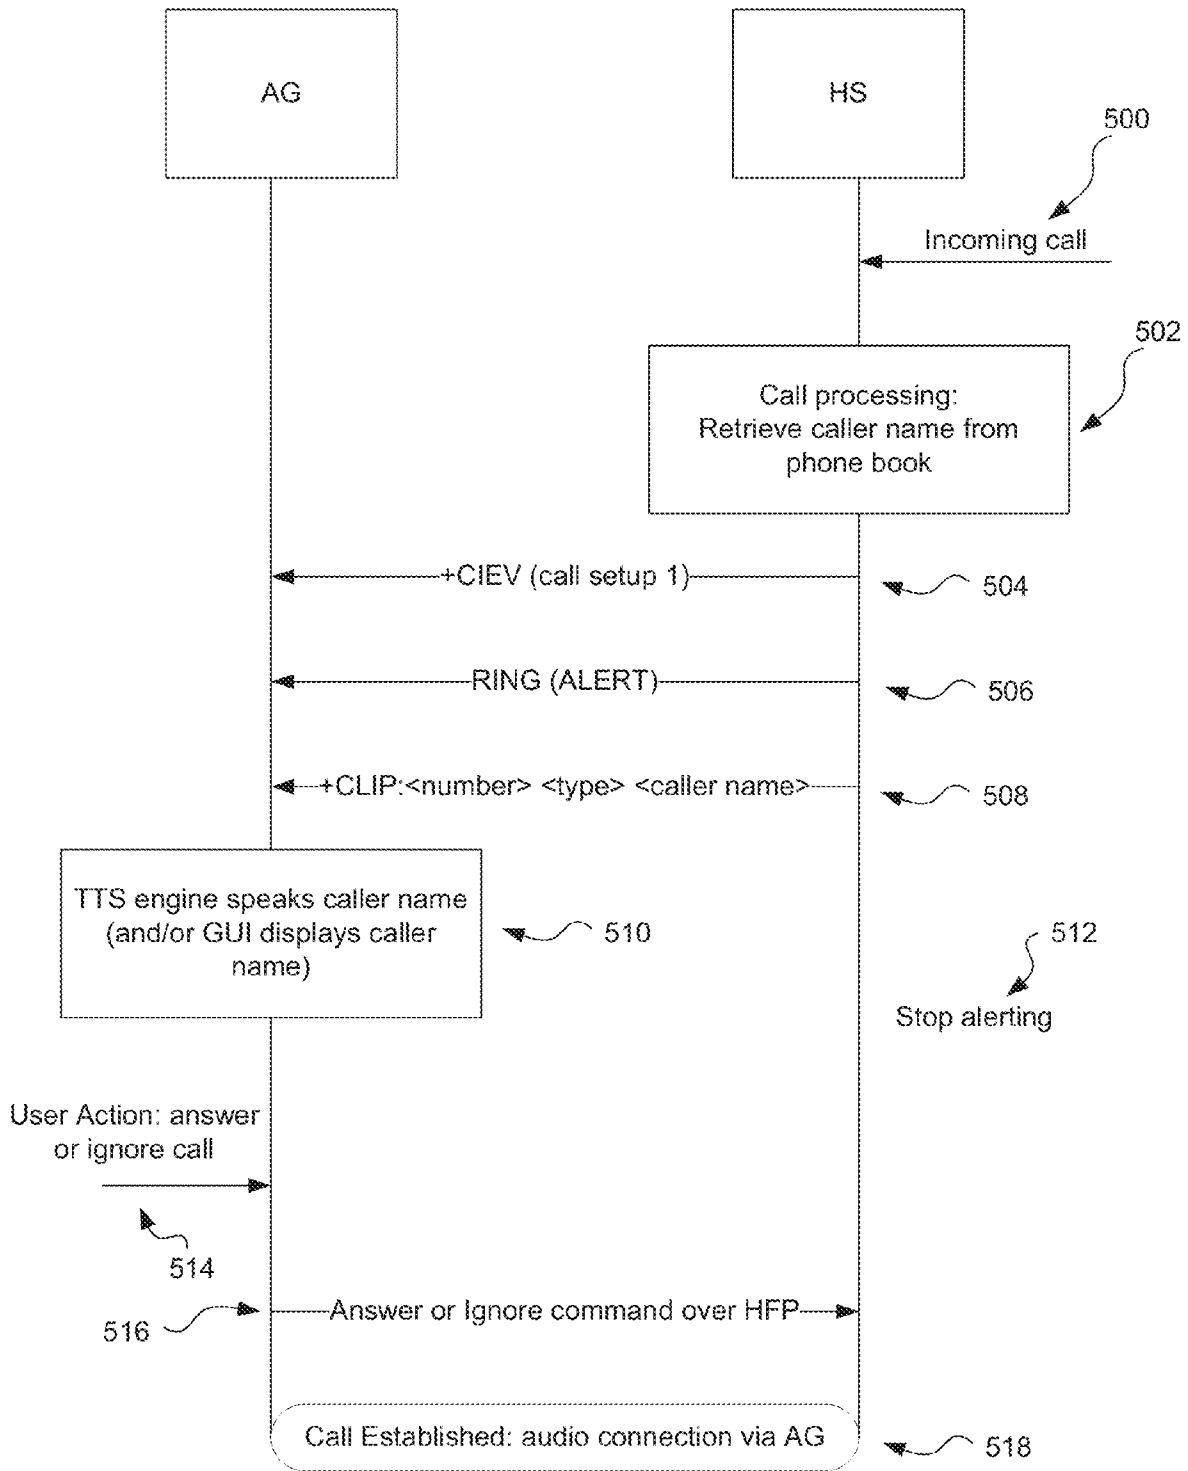 AG
HS
500
Incoming call
502
Call processing:
Retrieve caller name from
phone book
+CIEV (call setup 1)
504
RING (ALERT)
506
+CLIP:<number> <type> <caller name>
508
TTS engine speaks caller name
(and/or GUI displays caller
name)
510
512
Stop alerting
User Action: answer
or ignore call
514
Answer or Ignore command over HFP
516
Call Established: audio connection via AG
518